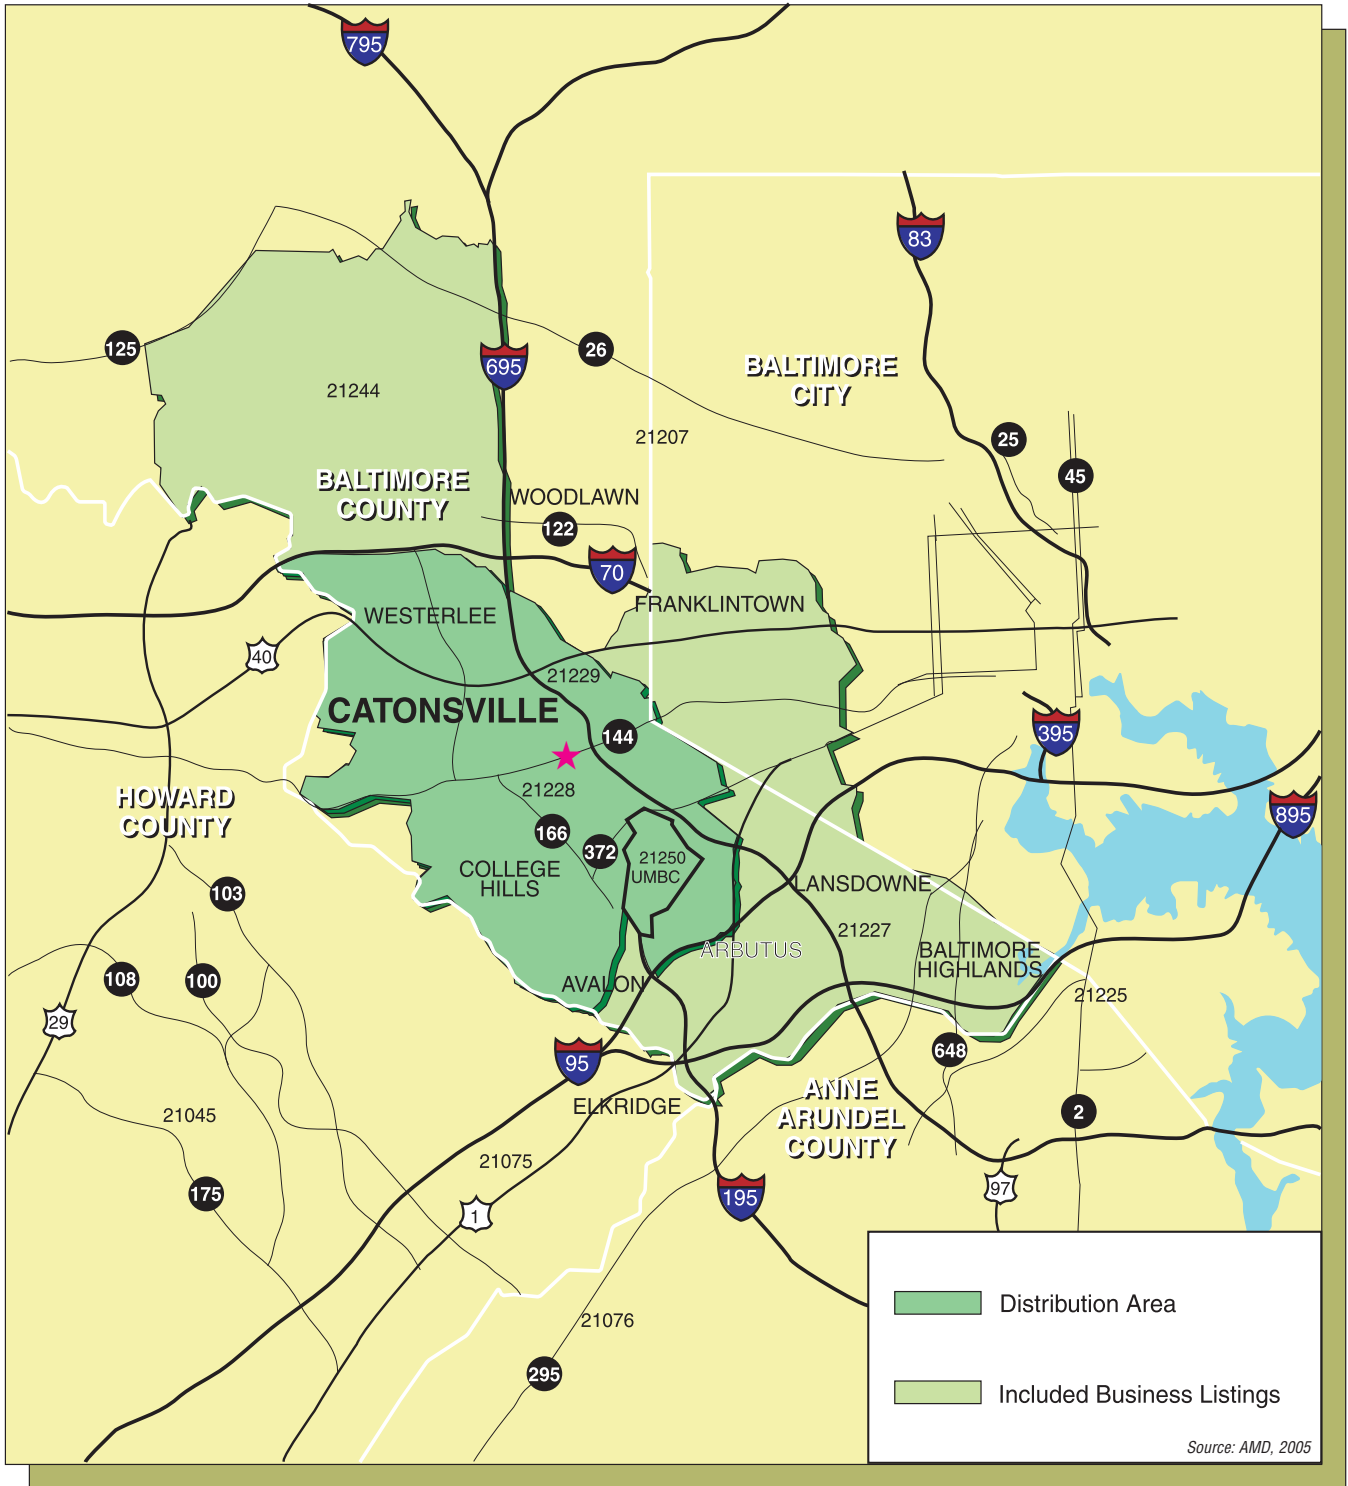 795
83
125
695
26
BALTIMORE
CITY
21244
21207
25
45
BALTIMORE
COUNTY
WOODLAWN
122
70
FRANKLINTOWN
WESTERLEE
40
21229
CATONSVILLE
144
395
21228
HOWARD
COUNTY
895
166
372
21250
UMBC
COLLEGE
HILLS
LANSDOWNE
103
21227
ARBUTUS
BALTIMORE
HIGHLANDS
108
100
AVALON
21225
29
95
648
ELKRIDGE
ANNE
ARUNDEL
COUNTY
2
21045
21075
175
1
195
97
21076
295
Distribution Area
Included Business Listings
Source: AMD, 2005